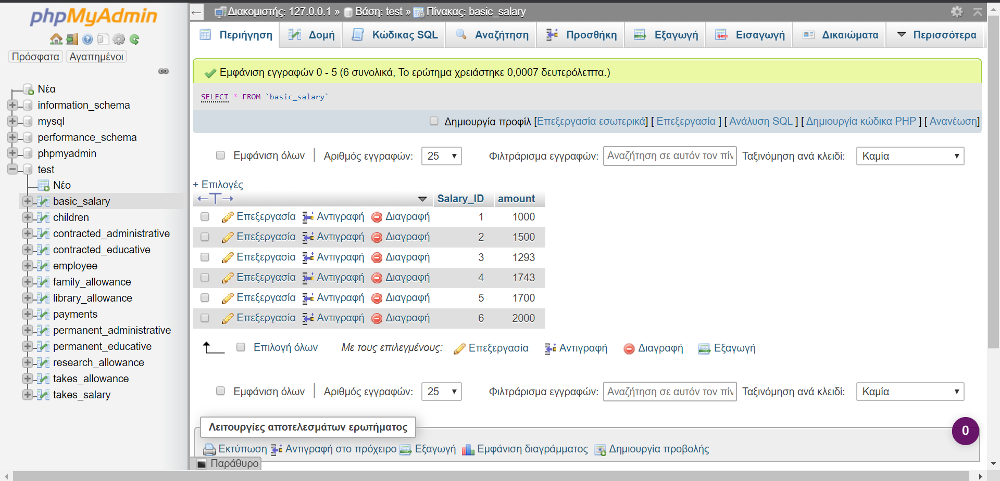 phpMyAdmin
Πρόσφατα Αγαπημένοι
Νέα
information_schema
mysql
performance_schema
phpmyadmin
test
Νέο
basic_salary
children
contracted_administrative
contracted_educative
employee
family_allowance
library_allowance
payments
permanent_administrative
permanent_educative
research_allowance
takes_allowance
takes_salary
Διακομιστής: 127.0.0.1 » Βάση: test » Πίνακας: basic_salary
Περιήγηση Δομή Κώδικας SQL Αναζήτηση Προσθήκη Εξαγωγή Εισαγωγή Δικαιώματα Περισσότερα
Εμφάνιση εγγραφών 0 - 5 (6 συνολικά, Το ερώτημα χρειάστηκε 0,0007 δευτερόλεπτα.)
SELECT * FROM `basic_salary`
Δημιουργία προφίλ [Επεξεργασία εσωτερικά] [ Επεξεργασία ] [ Ανάλυση SQL ] [ Δημιουργία κώδικα PHP ] [ Ανανέωση]
Εμφάνιση όλων | Αριθμός εγγραφών: 25 Φιλτράρισμα εγγραφών: Αναζήτηση σε αυτόν τον πίν Ταξινόμηση ανά κλειδί: Καμία
+ Επιλογές
←T→ Salary_ID amount
Επεξεργασία Αντιγραφή Διαγραφή 1 1000
Επεξεργασία Αντιγραφή Διαγραφή 2 1500
Επεξεργασία Αντιγραφή Διαγραφή 3 1293
Επεξεργασία Αντιγραφή Διαγραφή 4 1743
Επεξεργασία Αντιγραφή Διαγραφή 5 1700
Επεξεργασία Αντιγραφή Διαγραφή 6 2000
Επιλογή όλων Με τους επιλεγμένους: Επεξεργασία Αντιγραφή Διαγραφή Εξαγωγή
Εμφάνιση όλων | Αριθμός εγγραφών: 25 Φιλτράρισμα εγγραφών: Αναζήτηση σε αυτόν τον πίν Ταξινόμηση ανά κλειδί: Καμία
Λειτουργίες αποτελεσμάτων ερωτήματος
0
Εκτύπωση Αντιγραφή στο πρόχειρο Εξαγωγή Εμφάνιση διαγράμματος Δημιουργία προβολής
Παράθυρο